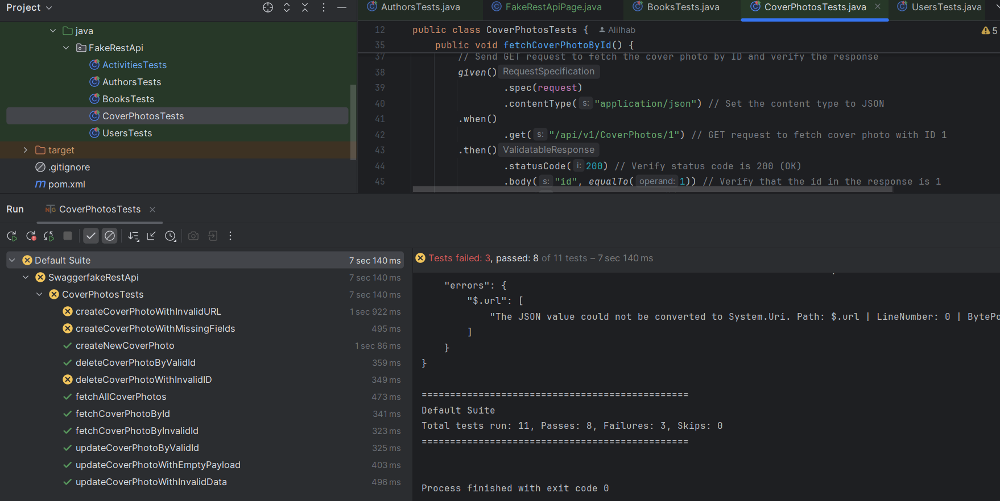 Project
AuthorsTests.java
FakeRestApiPage.java
BooksTests.java
CoverPhotosTests.java
UsersTests.java
java
FakeRestApi
ActivitiesTests
AuthorsTests
BooksTests
CoverPhotosTests
UsersTests
target
.gitignore
pom.xml
12 public class CoverPhotosTests { Alilhab
5
35 public void fetchCoverPhotoById() {
37 // Send GET request to fetch the cover photo by ID and verify the response
38 given() RequestSpecification
39 .spec(request)
40 .contentType( s: "application/json") // Set the content type to JSON
41 .when()
42 .get( s: "/api/v1/CoverPhotos/1") // GET request to fetch cover photo with ID 1
43 .then() ValidatableResponse
44 .statusCode( i: 200) // Verify status code is 200 (OK)
45 .body( s: "id", equalTo( operand: 1)) // Verify that the id in the response is 1
Run
CoverPhotosTests
Default Suite 7 sec 140 ms
SwaggerfakeRestApi 7 sec 140 ms
CoverPhotosTests 7 sec 140 ms
createCoverPhotoWithInvalidURL 1 sec 922 ms
createCoverPhotoWithMissingFields 495 ms
createNewCoverPhoto 1 sec 86 ms
deleteCoverPhotoByValidId 359 ms
deleteCoverPhotoWithInvalidID 349 ms
fetchAllCoverPhotos 473 ms
fetchCoverPhotoById 341 ms
fetchCoverPhotoByInvalidId 323 ms
updateCoverPhotoByValidId 325 ms
updateCoverPhotoWithEmptyPayload 403 ms
updateCoverPhotoWithInvalidData 496 ms
Tests failed: 3, passed: 8 of 11 tests – 7 sec 140 ms
"errors": {
"$.url": [
"The JSON value could not be converted to System.Uri. Path: $.url | LineNumber: 0 | BytePo
]
}
}
===============================================
Default Suite
Total tests run: 11, Passes: 8, Failures: 3, Skips: 0
===============================================
Process finished with exit code 0